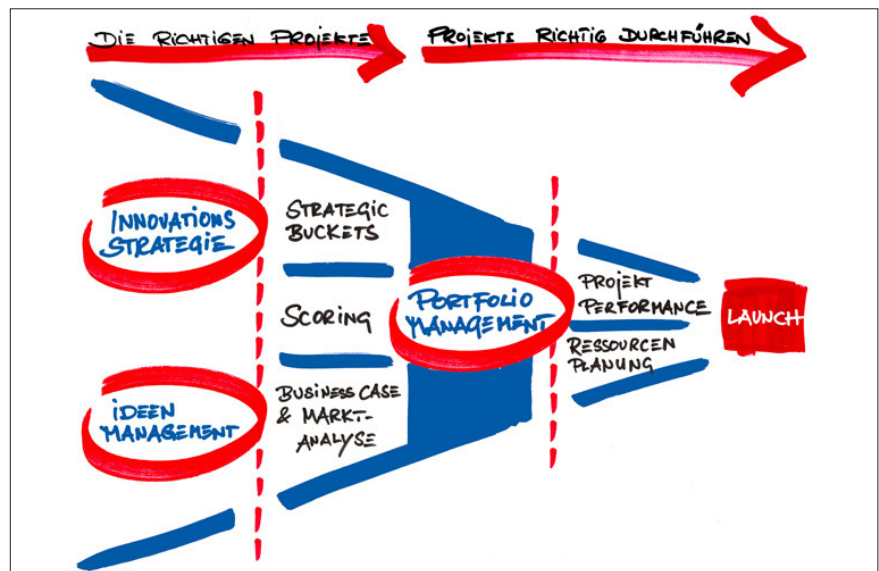 DIE RICHTIGEN PROJEKTE
PROJEKTE RICHTIG DURCHFÜHREN
INNOVATIONS
STRATEGIE
IDEEN
MANAGEMENT
STRATEGIC
BUCKETS
SCORING
BUSINESS CASE
& MARKT-
ANALYSE
PORTFOLIO
MANAGEMENT
PROJEKT
PERFORMANCE
RESSOURCEN
PLANUNG
LAUNCH